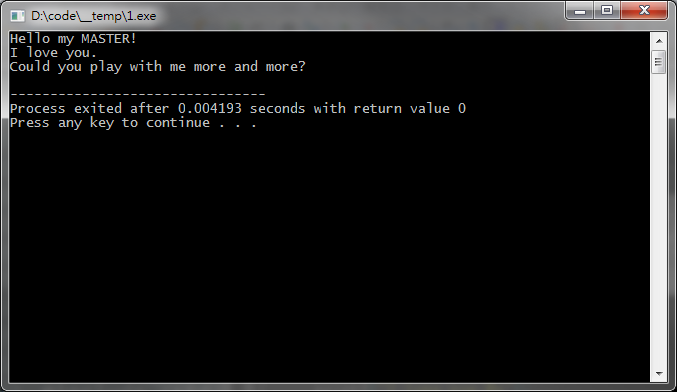 D:\code\__temp\1.exe
Hello my MASTER!
I love you.
Could you play with me more and more?
--------------------------------
Process exited after 0.004193 seconds with return value 0
Press any key to continue . . .